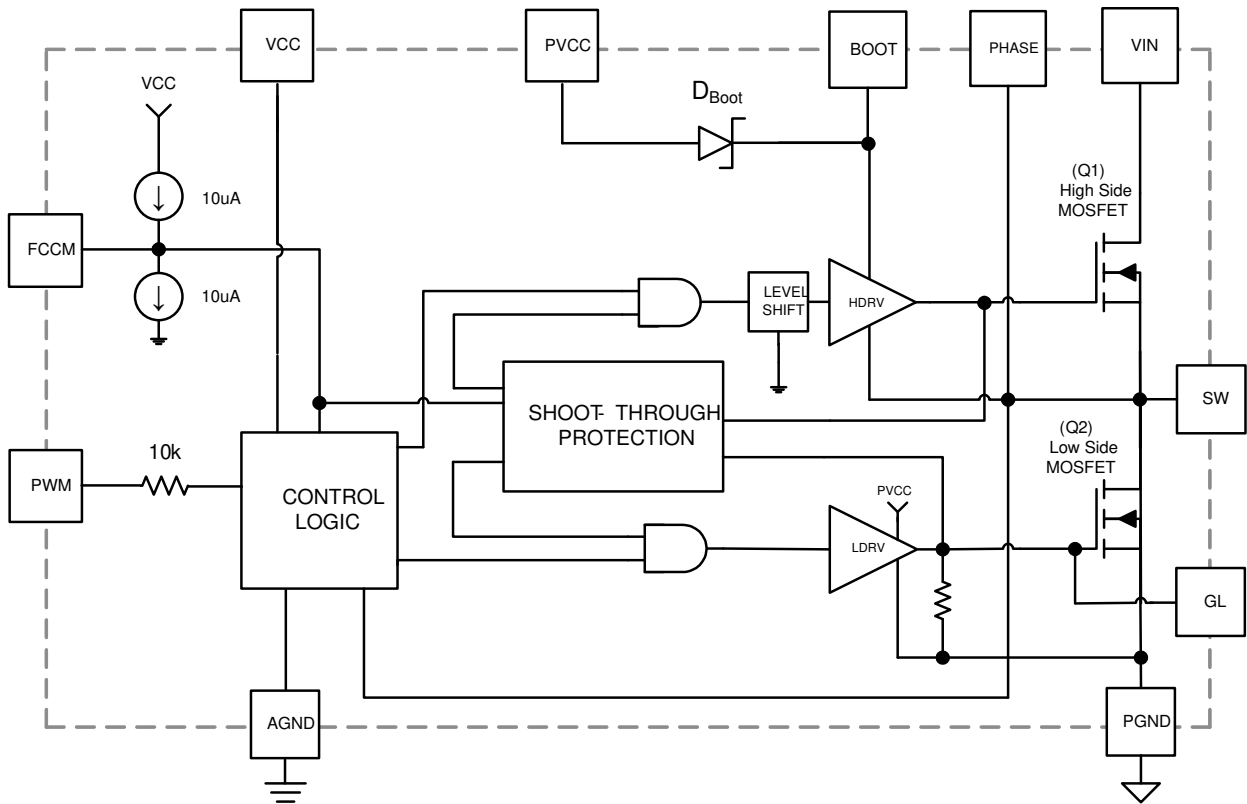 VCC
PVCC
BOOT
PHASE
VIN
VCC
DBoot
10uA
(Q1)
High Side
MOSFET
FCCM
10uA
LEVEL
SHIFT
HDRV
SHOOT- THROUGH
PROTECTION
SW
(Q2)
Low Side
MOSFET
10k
PWM
CONTROL
LOGIC
PVCC
LDRV
GL
AGND
PGND